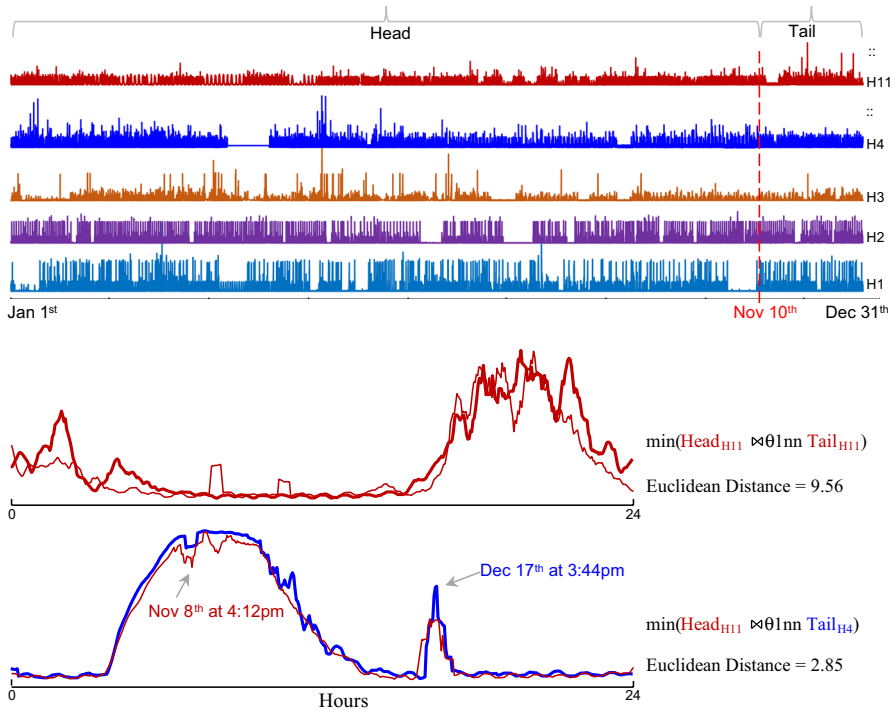 Head Tail
::
H11
::
H4
H3
H2
H1
Jan 1st Nov 10th Dec 31th
min(HeadH11 ⋈θ1nn TailH11)
Euclidean Distance = 9.56
0 24
Dec 17th at 3:44pm
Nov 8th at 4:12pm
min(HeadH11 ⋈θ1nn TailH4)
Euclidean Distance = 2.85
0 24
Hours